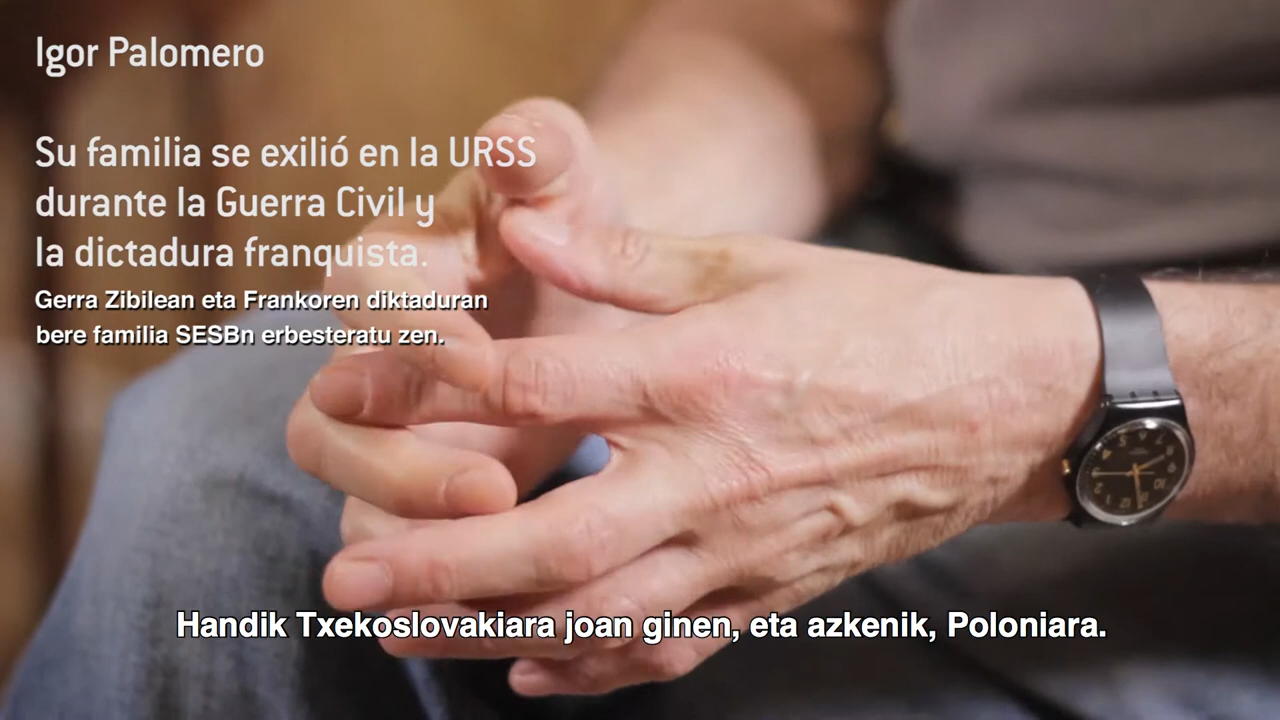 Igor Palomero
Su familia se exilió en la URSS
durante la Guerra Civil y
la dictadura franquista.
Gerra Zibilean eta Frankoren diktaduran
bere familia SESBn erbesteratu zen.
Handik Txekoslovakiara joan ginen, eta azkenik, Poloniara.